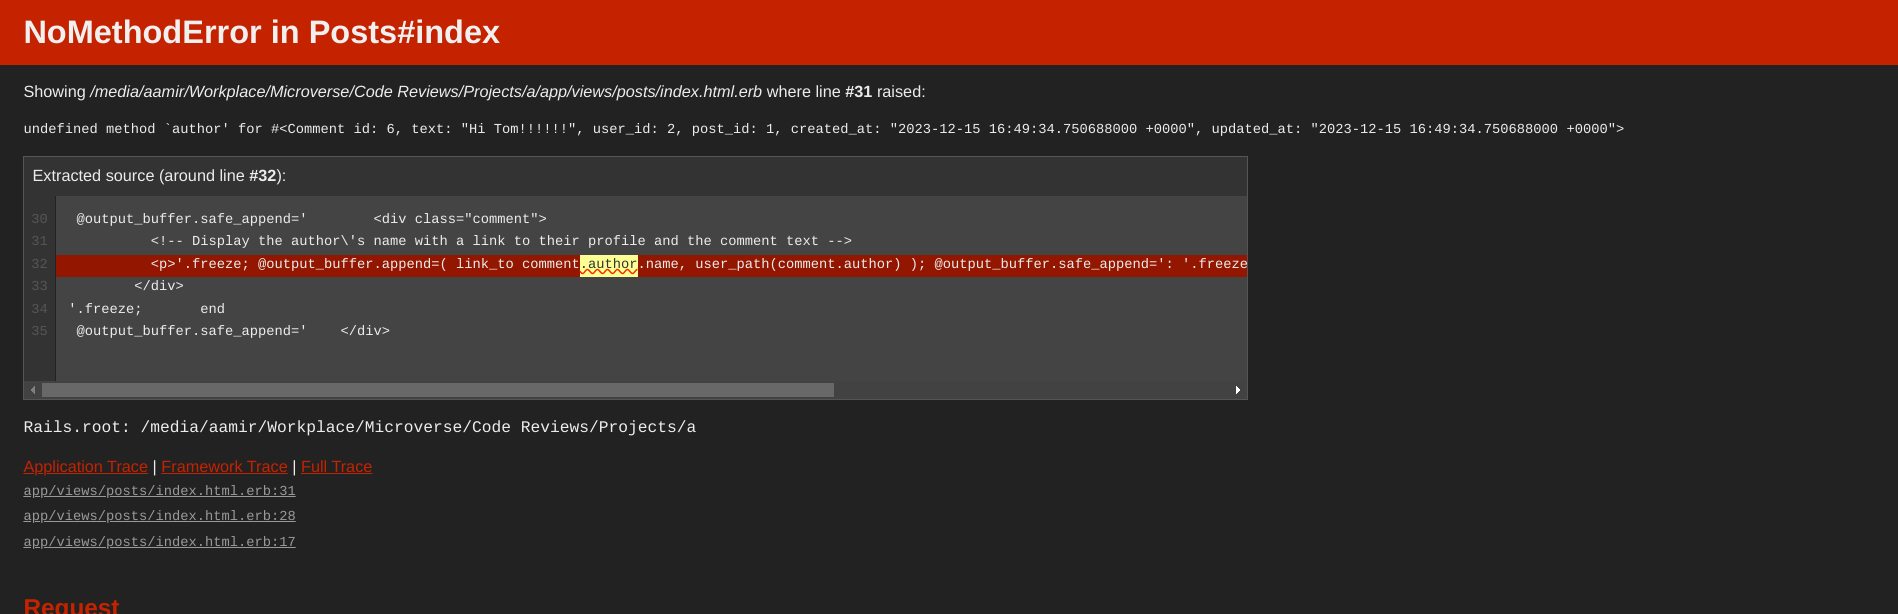 NoMethodError in Posts#index
Showing /media/aamir/Workplace/Microverse/Code Reviews/Projects/a/app/views/posts/index.html.erb where line #31 raised:
undefined method `author' for #<Comment id: 6, text: "Hi Tom!!!!!!", user_id: 2, post_id: 1, created_at: "2023-12-15 16:49:34.750688000 +0000", updated_at: "2023-12-15 16:49:34.750688000 +0000">
Extracted source (around line #32):
30 @output_buffer.safe_append='        <div class="comment">
31          <!-- Display the author\'s name with a link to their profile and the comment text -->
32          <p>'.freeze; @output_buffer.append=( link_to comment.author.name, user_path(comment.author) ); @output_buffer.safe_append=': '.freeze
33        </div>
34 '.freeze;       end
35 @output_buffer.safe_append='    </div>
Rails.root: /media/aamir/Workplace/Microverse/Code Reviews/Projects/a
Application Trace | Framework Trace | Full Trace
app/views/posts/index.html.erb:31
app/views/posts/index.html.erb:28
app/views/posts/index.html.erb:17
Request